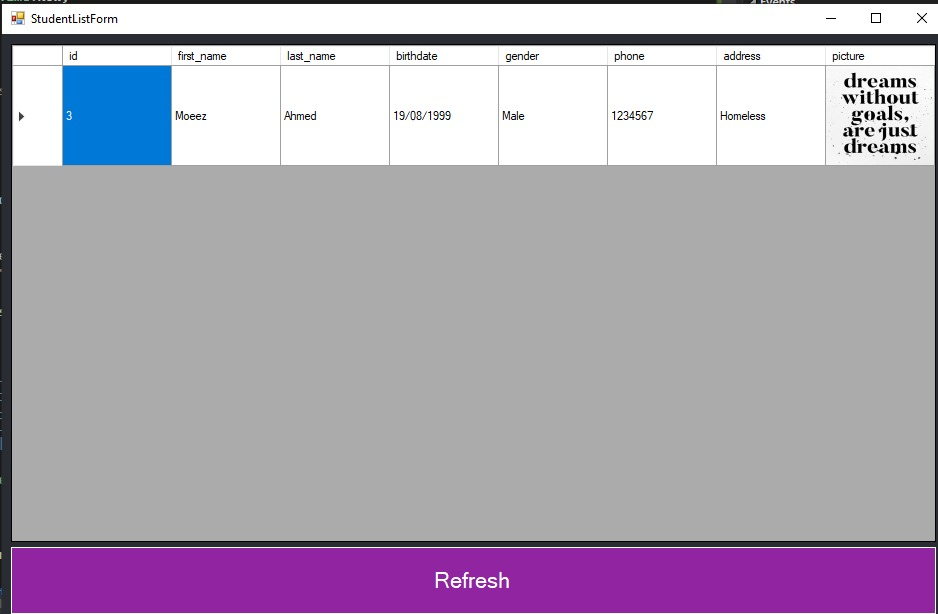 StudentListForm
id first_name last_name birthdate gender phone address picture
3 Moeez Ahmed 19/08/1999 Male 1234567 Homeless
dreams
without
goals,
are just
dreams
Refresh